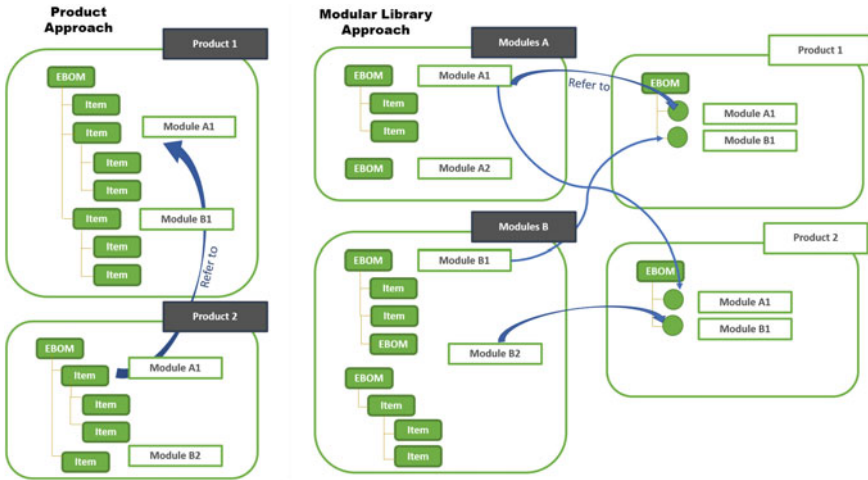 Product
Approach
Product 1
EBOM
Item
Item
Module A1
Item
Item
Item
Module B1
Item
Item
Refer to
Product 2
EBOM
Item
Module A1
Item
Item
Item
Module B2
Modular Library
Approach
Modules A
EBOM
Module A1
Item
Item
EBOM
Module A2
Refer to
Product 1
EBOM
Module A1
Module B1
Modules B
EBOM
Module B1
Item
Item
EBOM
Module B2
EBOM
Item
Item
Item
Product 2
EBOM
Module A1
Module B1